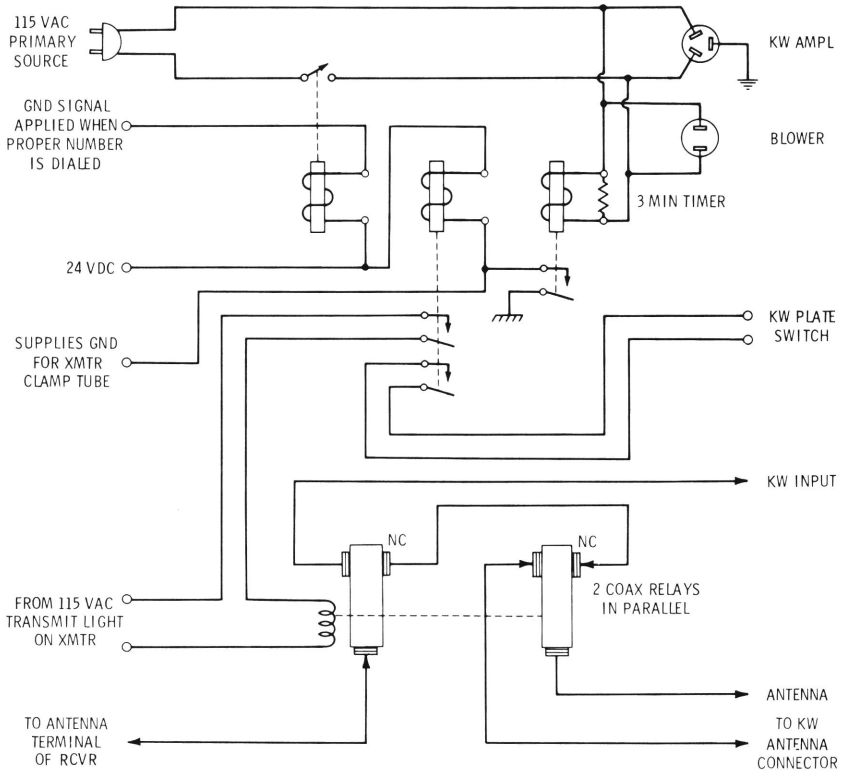 115 VAC
PRIMARY
SOURCE
KW AMPL
GND SIGNAL
APPLIED WHEN
PROPER NUMBER
IS DIALED
BLOWER
3 MIN TIMER
24 VDC
SUPPLIES GND
FOR XMTR
CLAMP TUBE
KW PLATE
SWITCH
KW INPUT
NC
NC
2 COAX RELAYS
IN PARALLEL
FROM 115 VAC
TRANSMIT LIGHT
ON XMTR
ANTENNA
TO ANTENNA
TERMINAL
OF RCVR
TO KW
ANTENNA
CONNECTOR